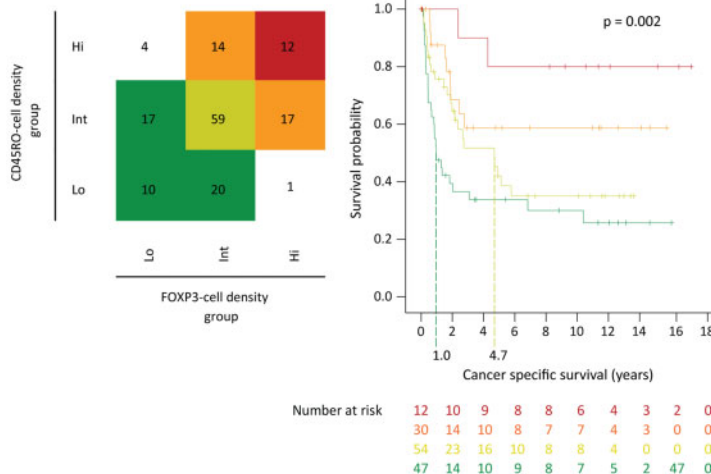 Hi 4 14 12
Int 17 59 17
Lo 10 20 1
CD45RO-cell density
group
Lo Int Hi
FOXP3-cell density
group
p = 0.002
1.0
0.8
0.6
0.4
0.2
0.0
Survival probability
0 2 4 6 8 10 12 14 16 18
1.0 4.7
Cancer specific survival (years)
Number at risk
12 10 9 8 8 6 4 3 2 0
30 14 10 8 7 7 4 3 0 0
54 23 16 10 8 8 4 0 0 0
47 14 10 9 8 7 5 2 47 0